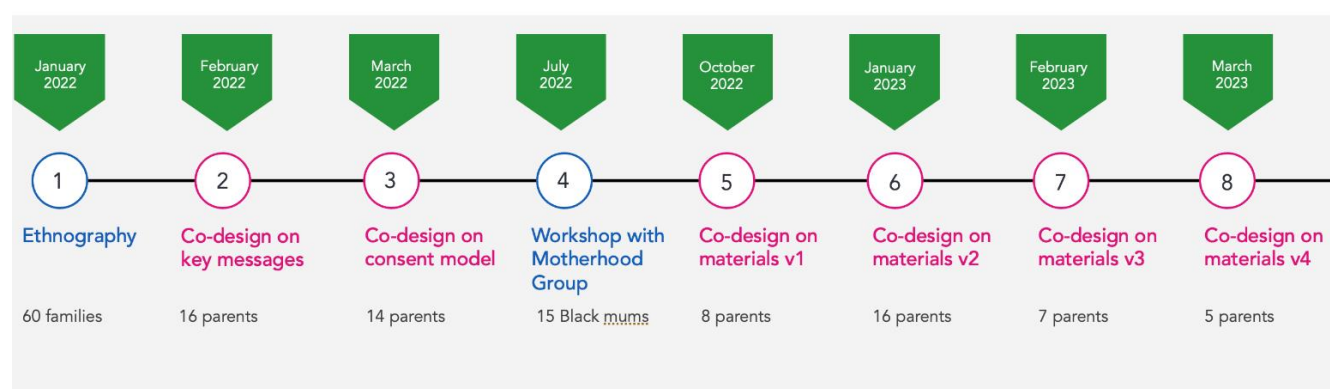 January
2022
February
2022
March
2022
July
2022
October
2022
January
2023
February
2023
March
2023
1
2
3
4
5
6
7
8
Ethnography
Co-design on
key messages
Co-design on
consent model
Workshop with
Motherhood
Group
Co-design on
materials v1
Co-design on
materials v2
Co-design on
materials v3
Co-design on
materials v4
60 families
16 parents
14 parents
15 Black mums
8 parents
16 parents
7 parents
5 parents